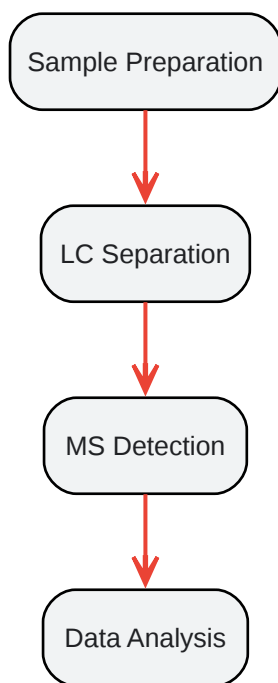 Sample Preparation
LC Separation
MS Detection
Data Analysis